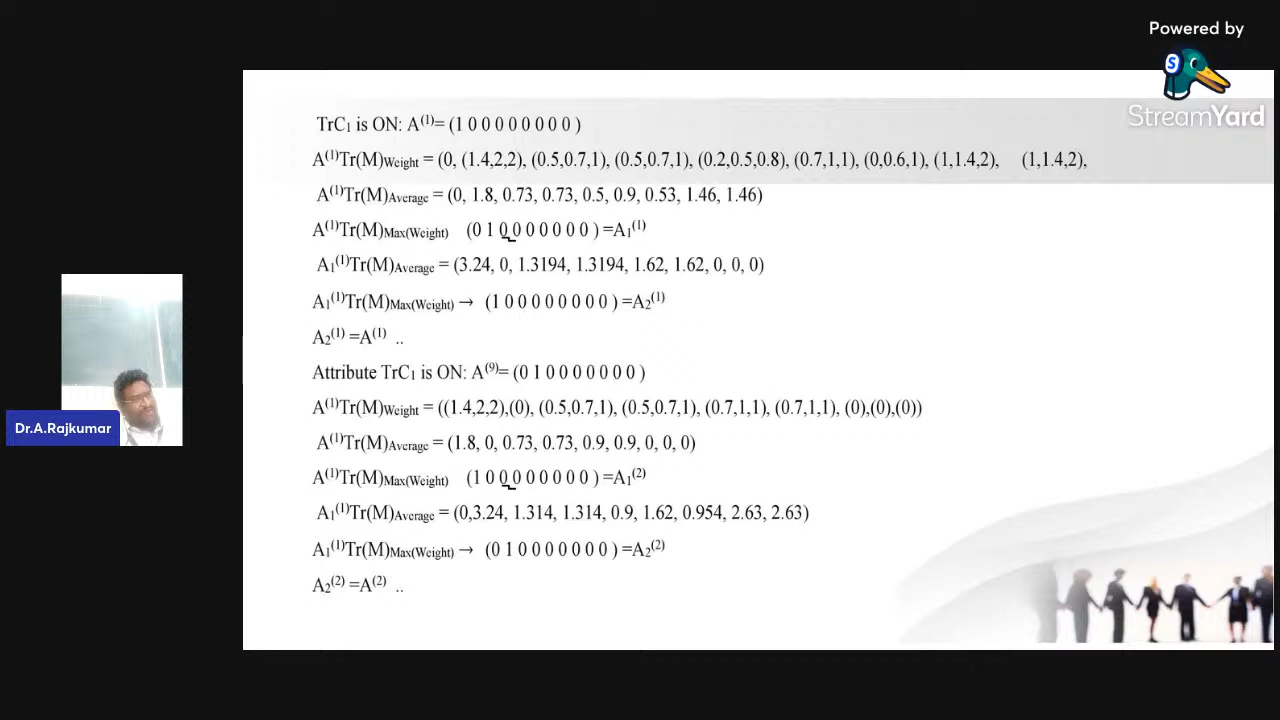 Powered by
StreamYard
TrC₁ is ON: A⁽¹⁾= (1 0 0 0 0 0 0 0 0 )
A⁽¹⁾Tr(M)Weight = (0, (1.4,2,2), (0.5,0.7,1), (0.5,0.7,1), (0.2,0.5,0.8), (0.7,1,1), (0,0.6,1), (1,1.4,2), (1,1.4,2),
A⁽¹⁾Tr(M)Average = (0, 1.8, 0.73, 0.73, 0.5, 0.9, 0.53, 1.46, 1.46)
A⁽¹⁾Tr(M)Max(Weight) (0 1 0 0 0 0 0 0 0 ) =A₁⁽¹⁾
A₁⁽¹⁾Tr(M)Average = (3.24, 0, 1.3194, 1.3194, 1.62, 1.62, 0, 0, 0)
A₁⁽¹⁾Tr(M)Max(Weight) → (1 0 0 0 0 0 0 0 0 ) =A₂⁽¹⁾
A₂⁽¹⁾ =A⁽¹⁾ ..
Attribute TrC₁ is ON: A⁽⁹⁾= (0 1 0 0 0 0 0 0 0 )
A⁽¹⁾Tr(M)Weight = ((1.4,2,2),(0), (0.5,0.7,1), (0.5,0.7,1), (0.7,1,1), (0.7,1,1), (0),(0),(0))
A⁽¹⁾Tr(M)Average = (1.8, 0, 0.73, 0.73, 0.9, 0.9, 0, 0, 0)
A⁽¹⁾Tr(M)Max(Weight) (1 0 0 0 0 0 0 0 0 ) =A₁⁽²⁾
A₁⁽¹⁾Tr(M)Average = (0,3.24, 1.314, 1.314, 0.9, 1.62, 0.954, 2.63, 2.63)
A₁⁽¹⁾Tr(M)Max(Weight) → (0 1 0 0 0 0 0 0 0 ) =A₂⁽²⁾
A₂⁽²⁾ =A⁽²⁾ ..
Dr.A.Rajkumar